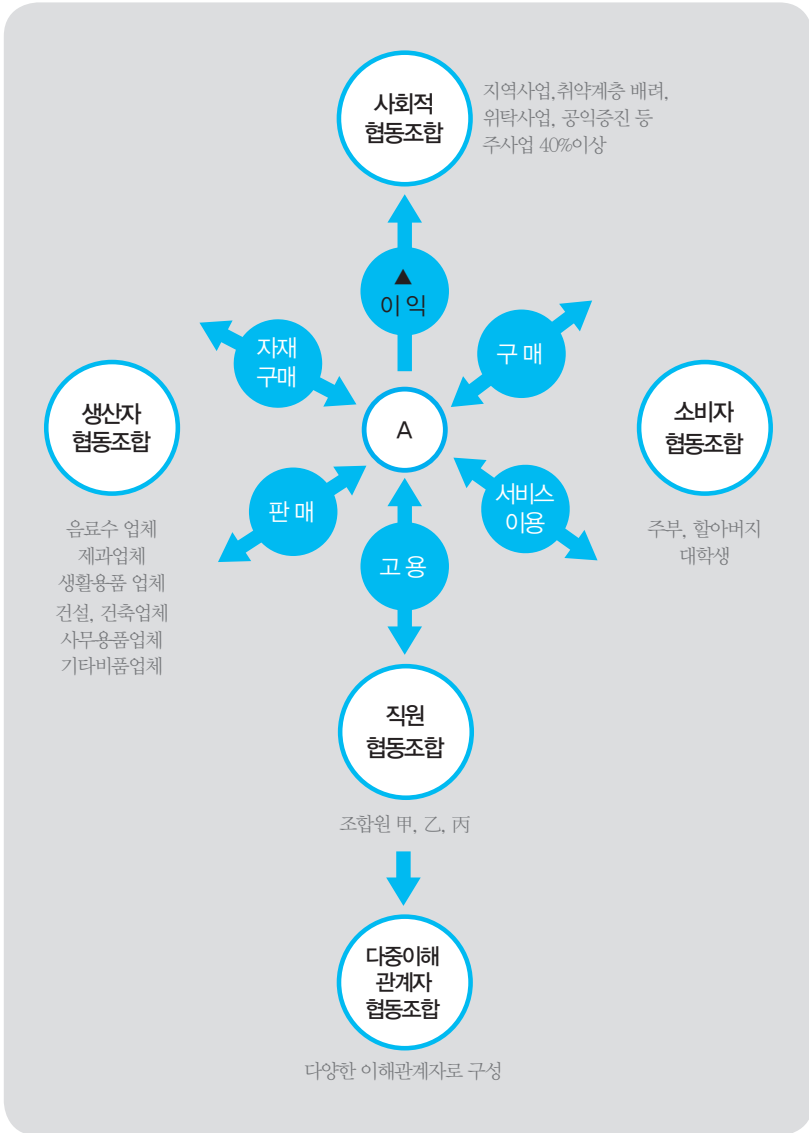 사회적
협동조합
지역사업,취약계층 배려,
위탁사업, 공익증진 등
주사업 40%이상
▲
이 익
자재
구매
구 매
생산자
협동조합
A
소비자
협동조합
판 매
서비스
이용
고 용
음료수 업체
제과업체
생활용품 업체
건설, 건축업체
사무용품업체
기타비품업체
주부, 할아버지
대학생
직원
협동조합
조합원 甲, 乙, 丙
다중이해
관계자
협동조합
다양한 이해관계자로 구성